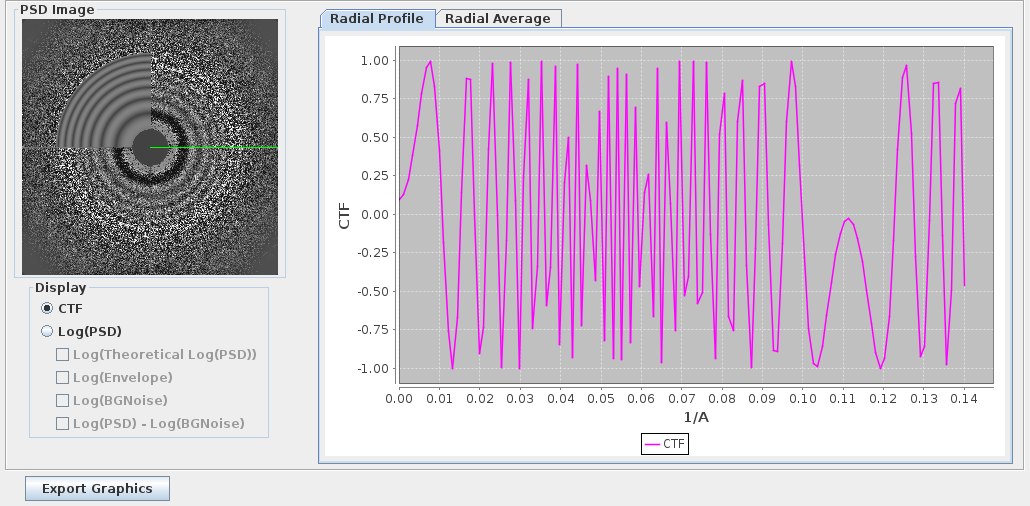 PSD Image
Radial Profile
Radial Average
1.00
0.75
0.50
0.25
0.00
-0.25
-0.50
-0.75
-1.00
CTF
0.00 0.01 0.02 0.03 0.04 0.05 0.06 0.07 0.08 0.09 0.10 0.11 0.12 0.13 0.14
1/A
CTF
Display
CTF
Log(PSD)
Log(Theoretical Log(PSD))
Log(Envelope)
Log(BGNoise)
Log(PSD) - Log(BGNoise)
Export Graphics